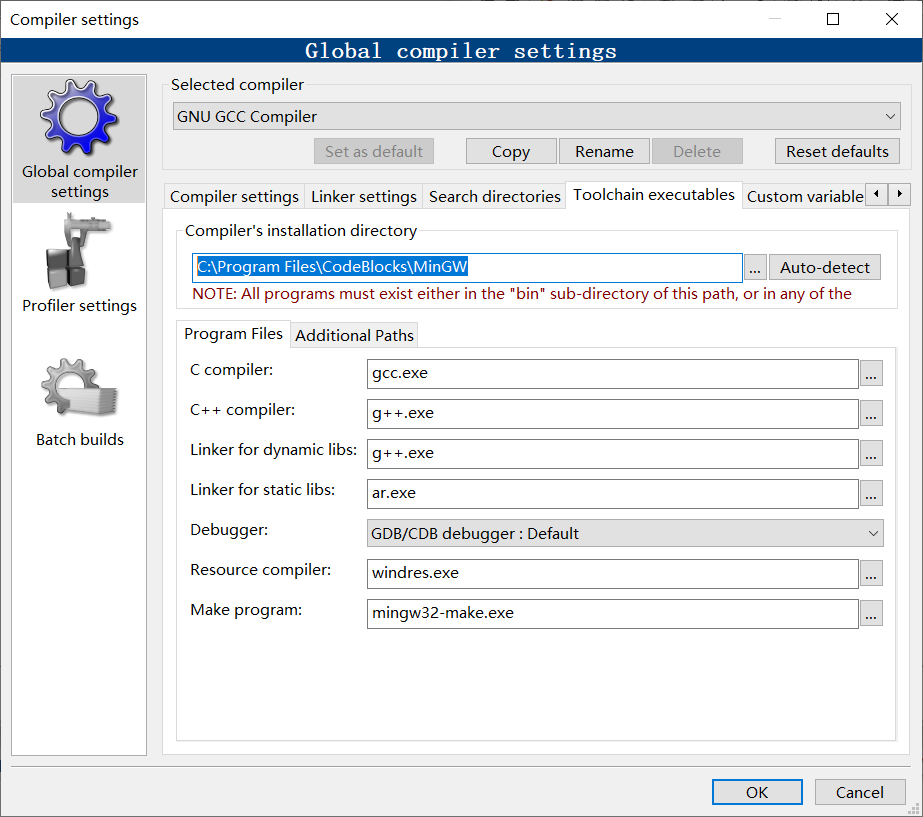 Compiler settings
Global compiler settings
Global compiler
settings
Profiler settings
Batch builds
Selected compiler
GNU GCC Compiler
Set as default
Copy
Rename
Delete
Reset defaults
Compiler settings
Linker settings
Search directories
Toolchain executables
Custom variable
Compiler's installation directory
C:\Program Files\CodeBlocks\MinGW
...
Auto-detect
NOTE: All programs must exist either in the "bin" sub-directory of this path, or in any of the
Program Files
Additional Paths
C compiler:
gcc.exe
...
C++ compiler:
g++.exe
...
Linker for dynamic libs:
g++.exe
...
Linker for static libs:
ar.exe
...
Debugger:
GDB/CDB debugger : Default
Resource compiler:
windres.exe
...
Make program:
mingw32-make.exe
...
OK
Cancel